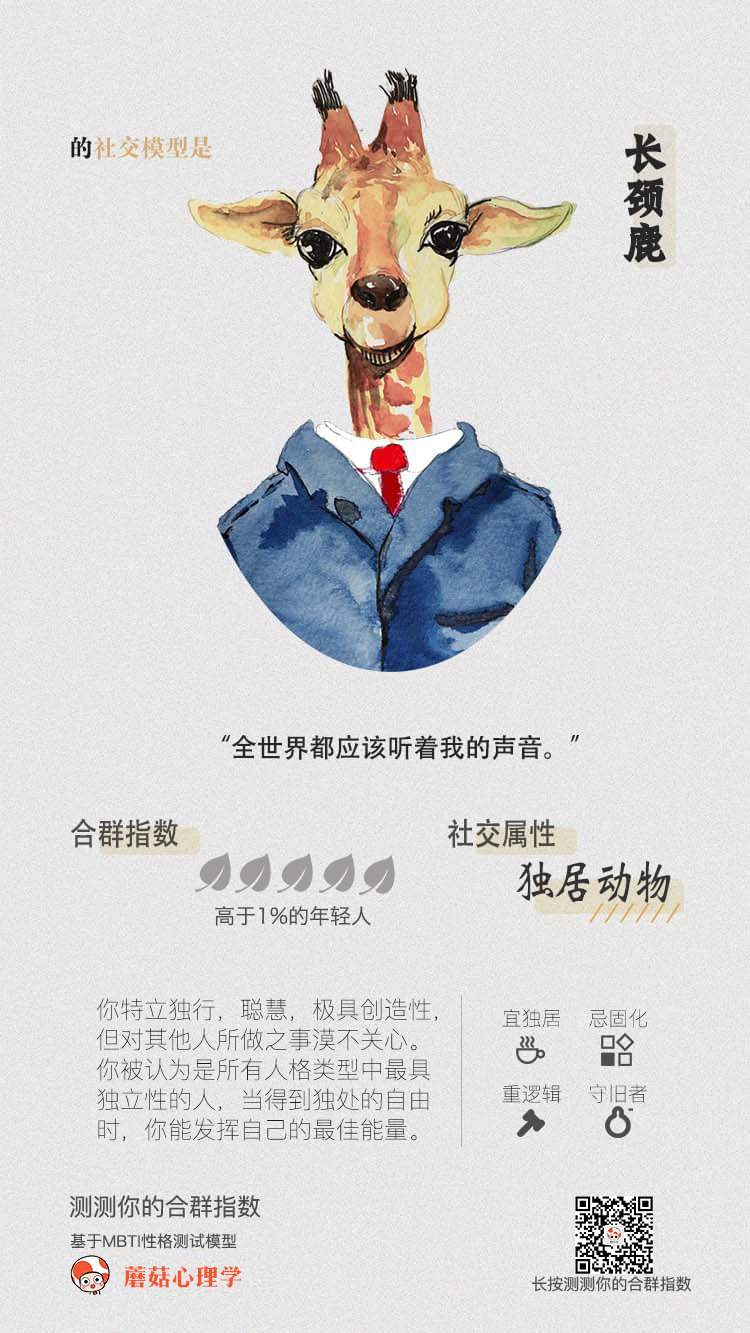 的社交模型是
长颈鹿
“全世界都应该听着我的声音。”
合群指数
高于1%的年轻人
社交属性
独居动物
你特立独行，聪慧，极具创造性，
但对其他人所做之事漠不关心。
你被认为是所有人格类型中最具
独立性的人，当得到独处的自由
时，你能发挥自己的最佳能量。
宜独居 忌固化
重逻辑 守旧者
测测你的合群指数
基于MBTI性格测试模型
蘑菇心理学
长按测测你的合群指数